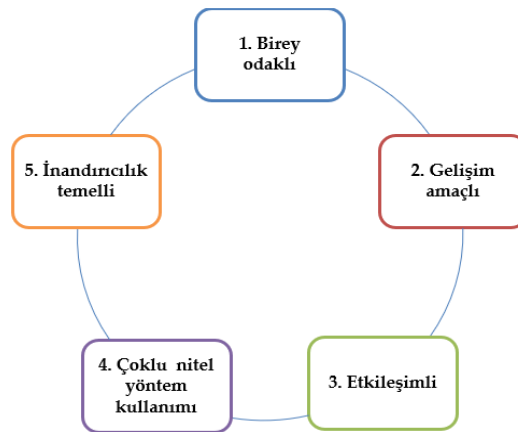 1. Birey
odaklı
2. Gelişim
amaçlı
3. Etkileşimli
4. Çoklu nitel
yöntem
kullanımı
5. İnandırıcılık
temelli